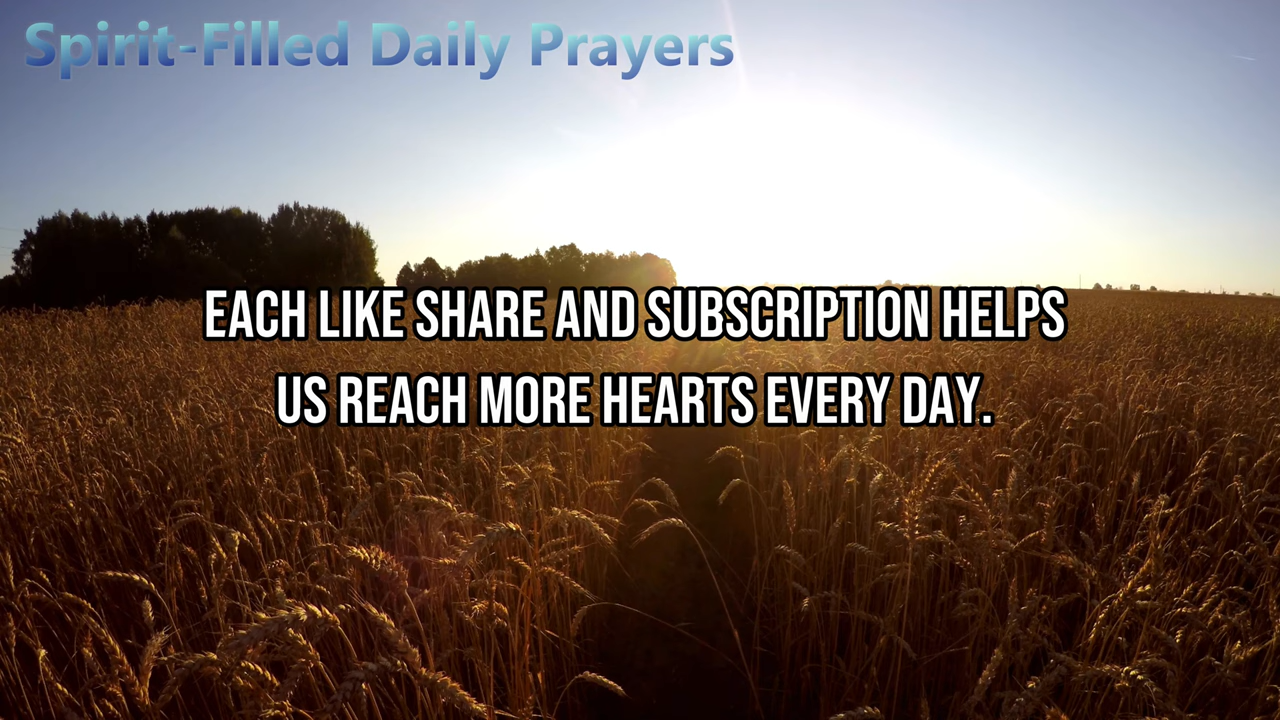 Spirit-Filled Daily Prayers
EACH LIKE SHARE AND SUBSCRIPTION HELPS
US REACH MORE HEARTS EVERY DAY.